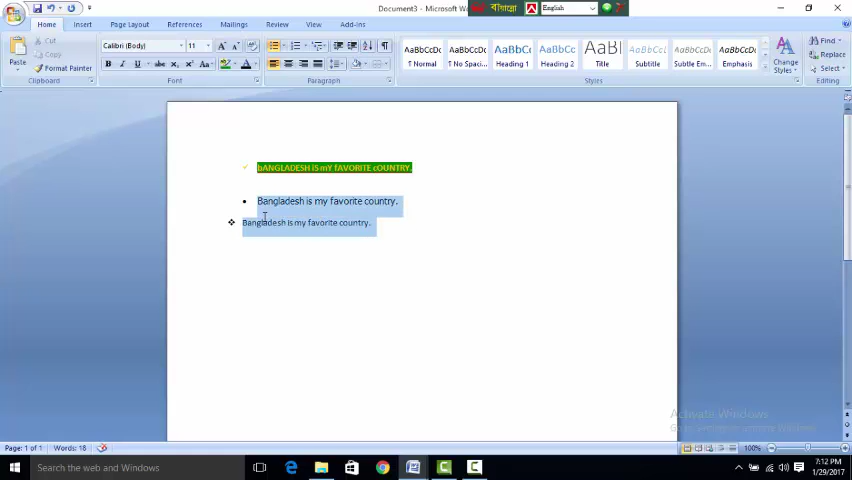 Document3 - Microsoft W
বাংলা English
Home Insert Page Layout References Mailings Review View Add-Ins
Paste
Cut
Copy
Format Painter
Clipboard
Calibri (Body) 11
Font
Paragraph
AaBbCcDc AaBbCcDc AaBbCc AaBbCc AaBl AaBbCcL AaBbCcDt AaBbCcDt
¶ Normal ¶ No Spaci... Heading 1 Heading 2 Title Subtitle Subtle Em... Emphasis
Change Styles
Styles
Find
Replace
Select
Editing
bANGLADESH iS mY fAVORITE cOUNTRY.
Bangladesh is my favorite country.
Bangladesh is my favorite country.
Activate Windows
Page: 1 of 1 Words: 18 100%
Search the web and Windows
7:12 PM
1/29/2017